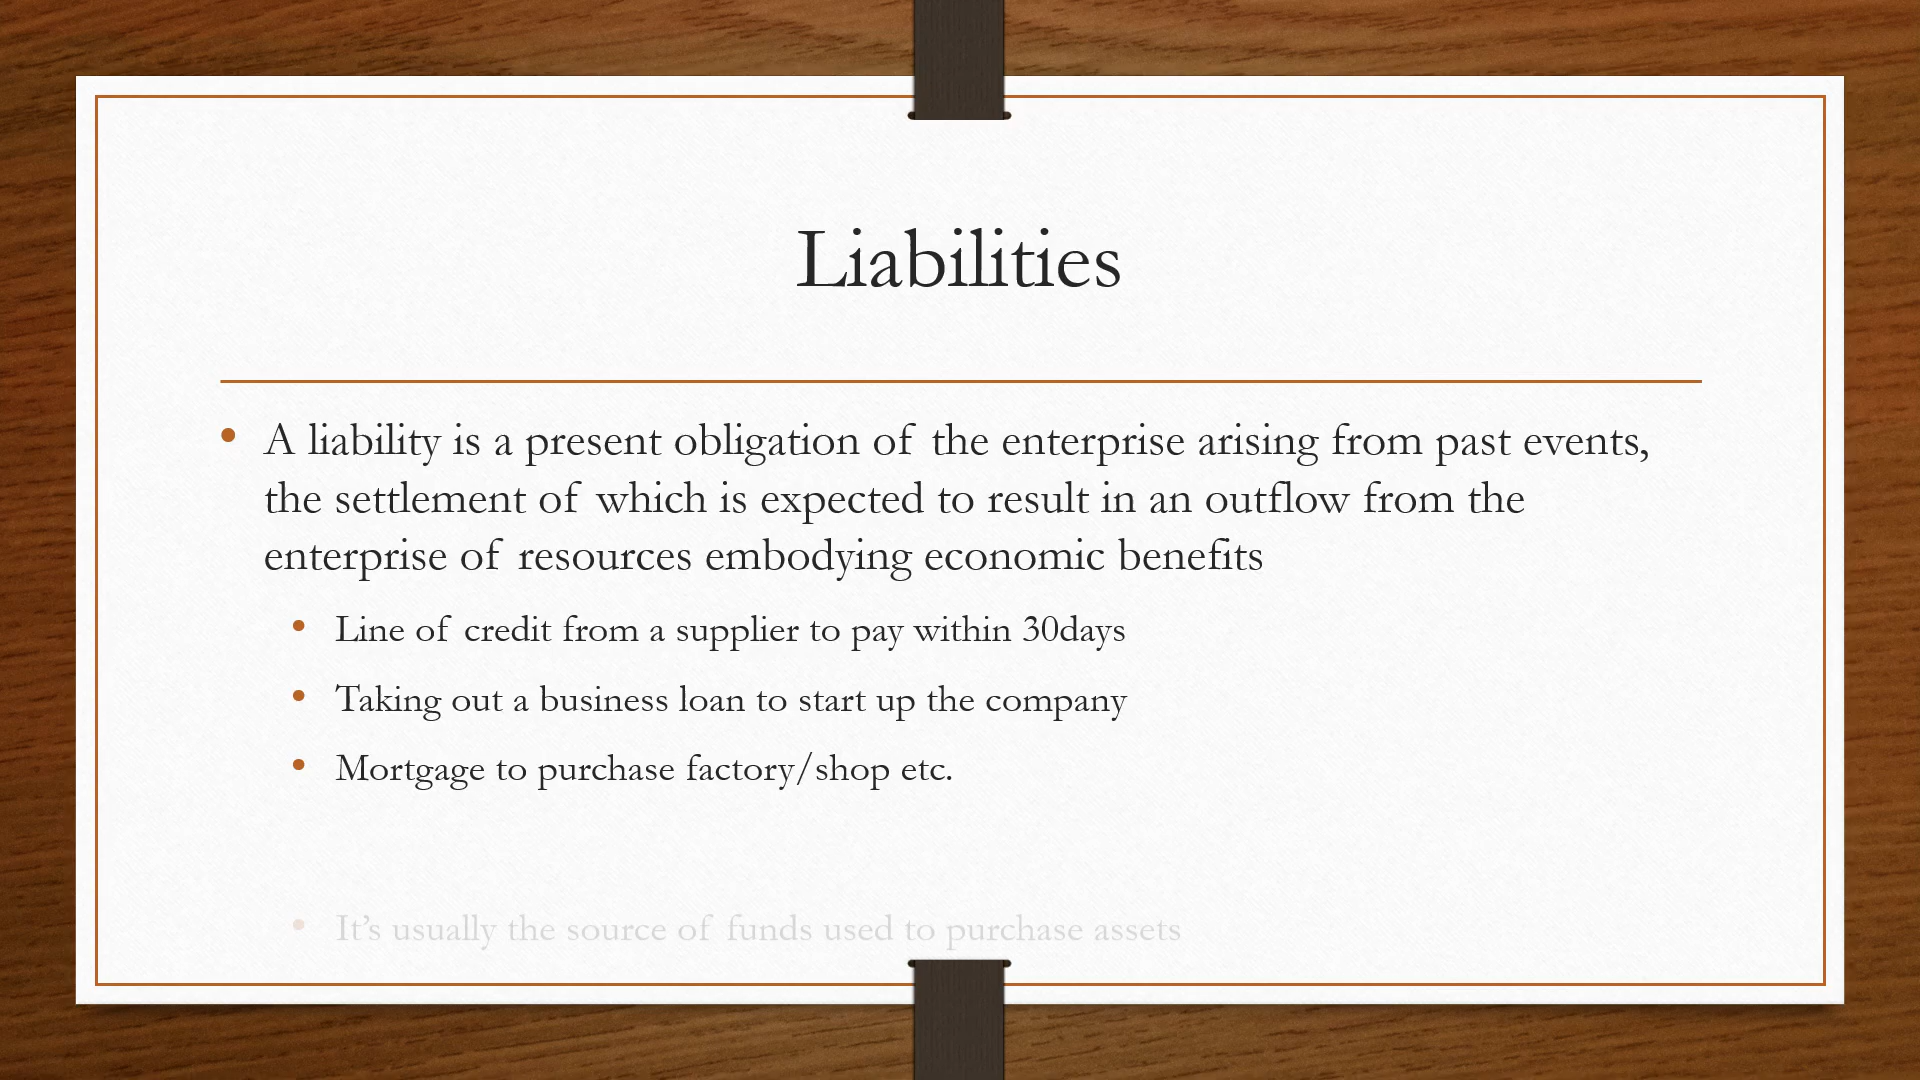 Liabilities
• A liability is a present obligation of the enterprise arising from past events,
the settlement of which is expected to result in an outflow from the
enterprise of resources embodying economic benefits
• Line of credit from a supplier to pay within 30days
• Taking out a business loan to start up the company
• Mortgage to purchase factory/shop etc.
• It’s usually the source of funds used to purchase assets